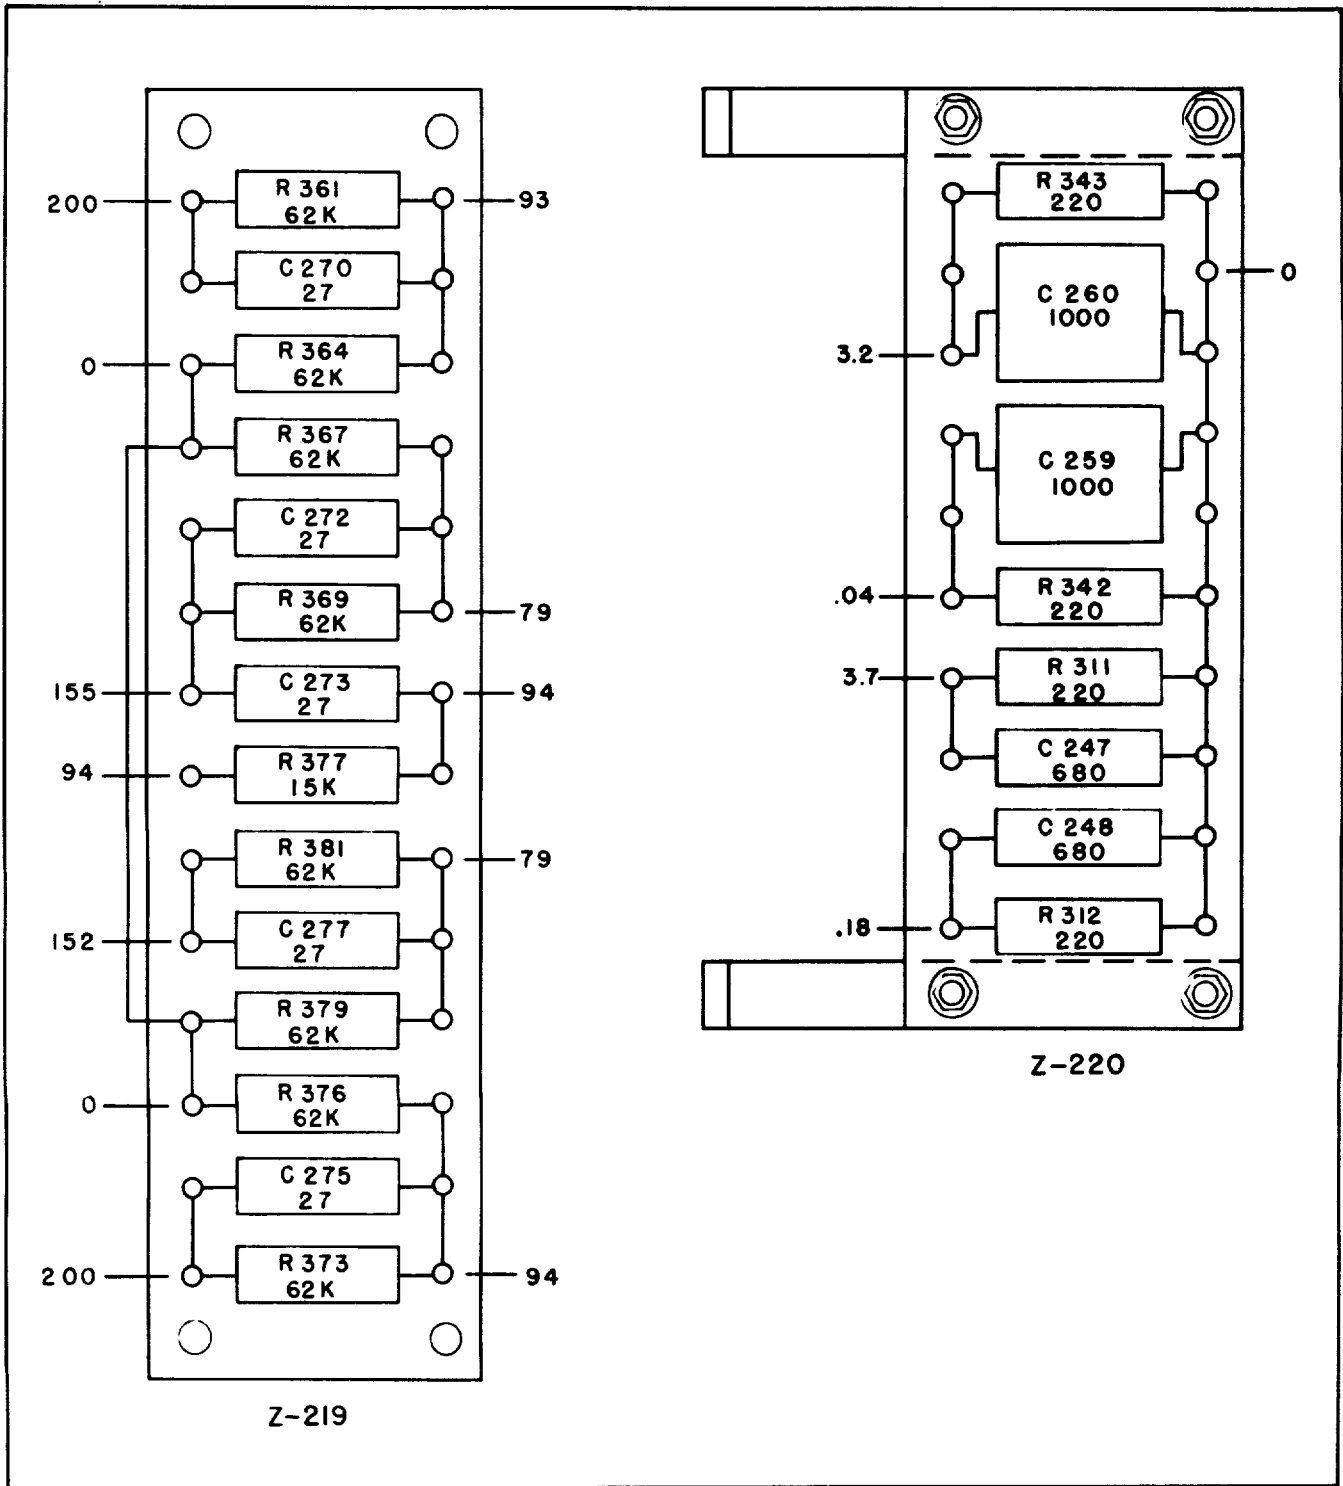 200
R 361
62K
93
C 270
27
0
R 364
62K
R 367
62K
C 272
27
R 369
62K
79
155
C 273
27
94
94
R 377
15K
R 381
62K
79
152
C 277
27
R 379
62K
0
R 376
62K
C 275
27
200
R 373
62K
94
Z-219
R 343
220
0
C 260
1000
3.2
C 259
1000
.04
R 342
220
3.7
R 311
220
C 247
680
C 248
680
.18
R 312
220
Z-220